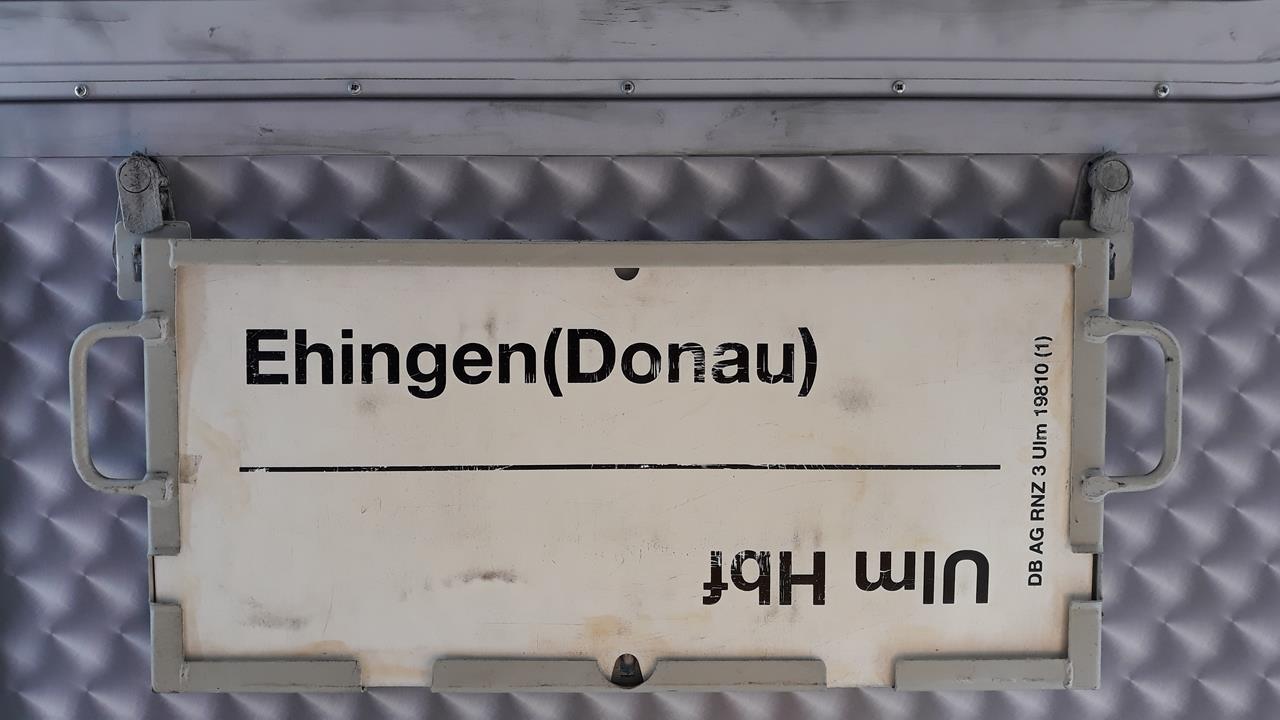 Ehingen(Donau)
Ulm Hbf
DB AG RNZ 3 Ulm 19810 (1)